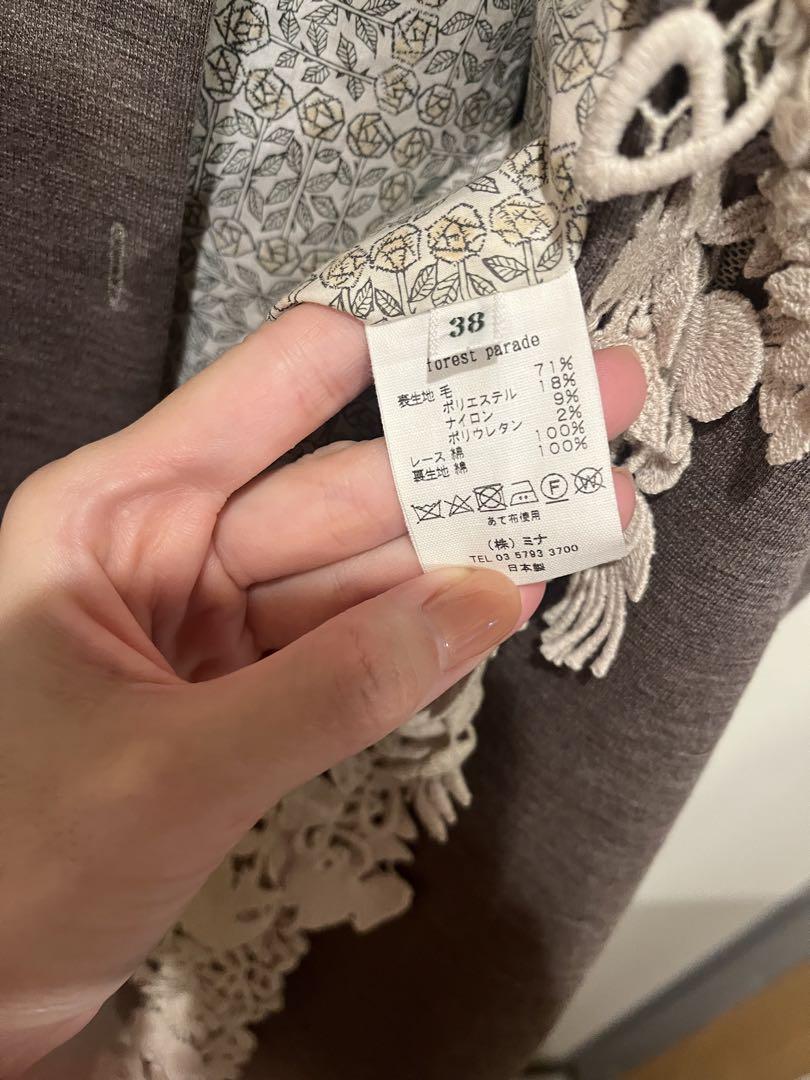 38
forest parade
表生地 毛 71%
ポリエステル 18%
ナイロン 9%
ポリウレタン 2%
レース 綿 100%
裏生地 綿 100%
F W
あて布使用
(株)ミナ
TEL 03 5793 3700
日本製